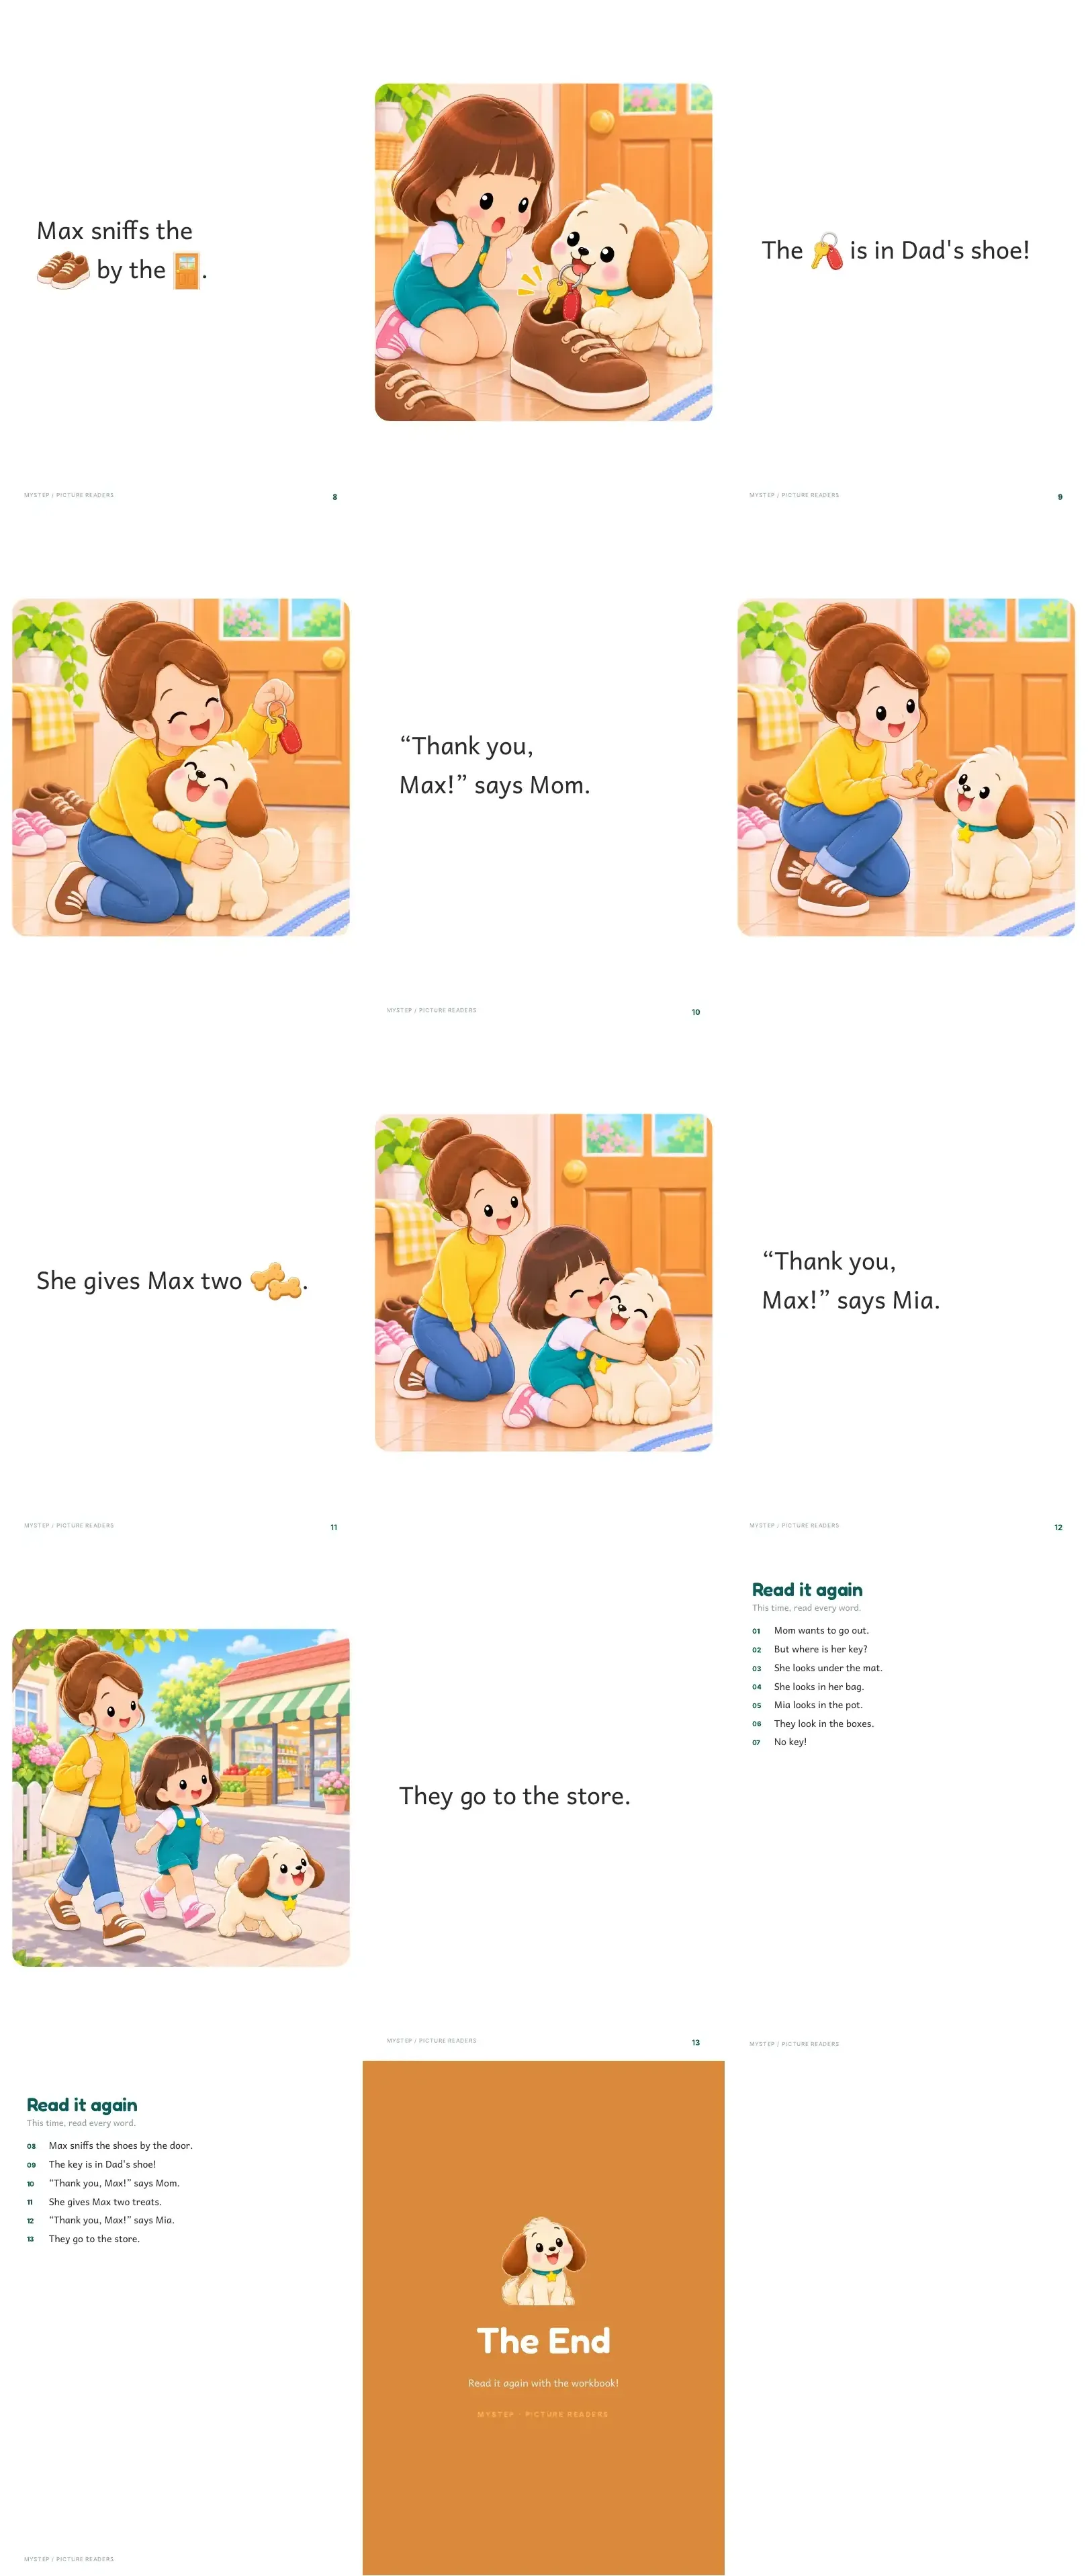 Max sniffs the
by the .
MYSTEP / PICTURE READERS
8
The is in Dad's shoe!
MYSTEP / PICTURE READERS
9
“Thank you,
Max!” says Mom.
MYSTEP / PICTURE READERS
10
She gives Max two .
MYSTEP / PICTURE READERS
11
“Thank you,
Max!” says Mia.
MYSTEP / PICTURE READERS
12
They go to the store.
MYSTEP / PICTURE READERS
13
Read it again
This time, read every word.
01 Mom wants to go out.
02 But where is her key?
03 She looks under the mat.
04 She looks in her bag.
05 Mia looks in the pot.
06 They look in the boxes.
07 No key!
MYSTEP / PICTURE READERS
Read it again
This time, read every word.
08 Max sniffs the shoes by the door.
09 The key is in Dad's shoe!
10 “Thank you, Max!” says Mom.
11 She gives Max two treats.
12 “Thank you, Max!” says Mia.
13 They go to the store.
MYSTEP / PICTURE READERS
The End
Read it again with the workbook!
MYSTEP · PICTURE READERS